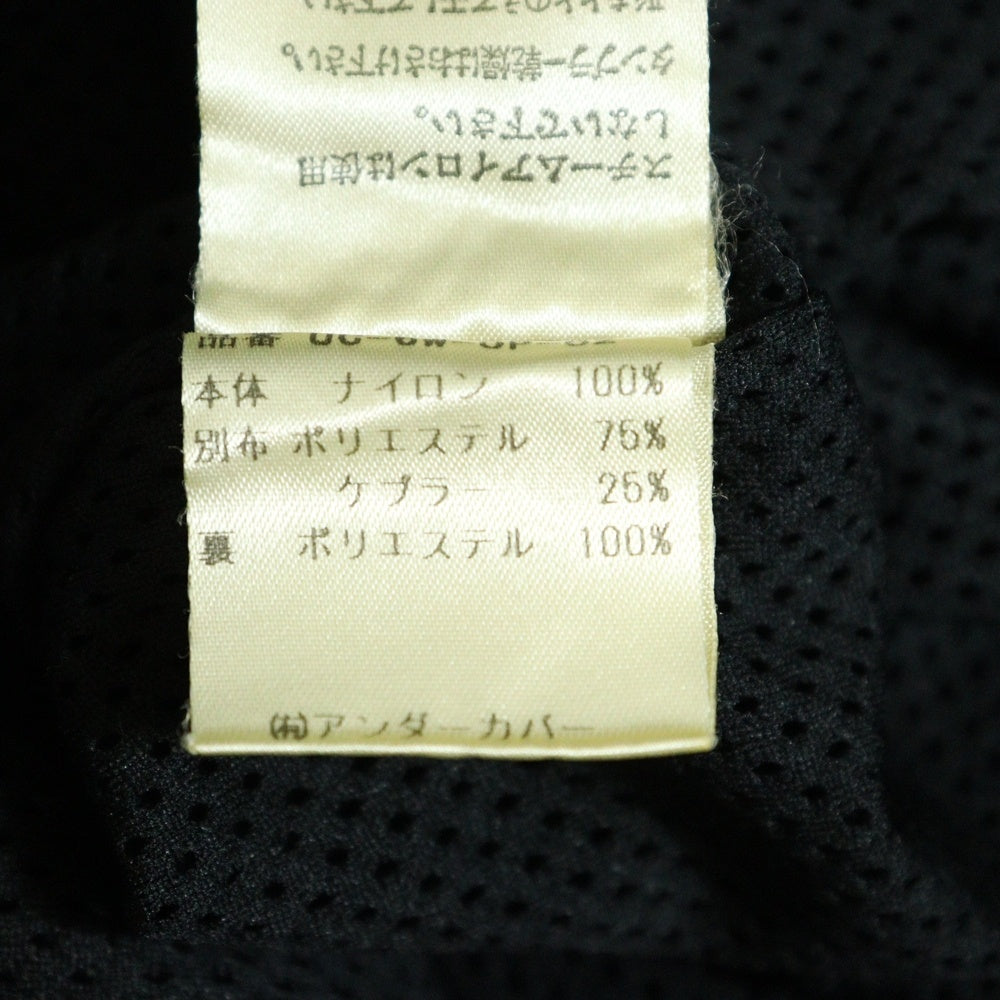 スチームアイロンは使用
しないで下さい。
タンブラー乾燥はおさけ下さい。
品番
本体 ナイロン 100%
別布 ポリエステル 75%
ケブラー 25%
裏 ポリエステル 100%
㈲アンダーカバー